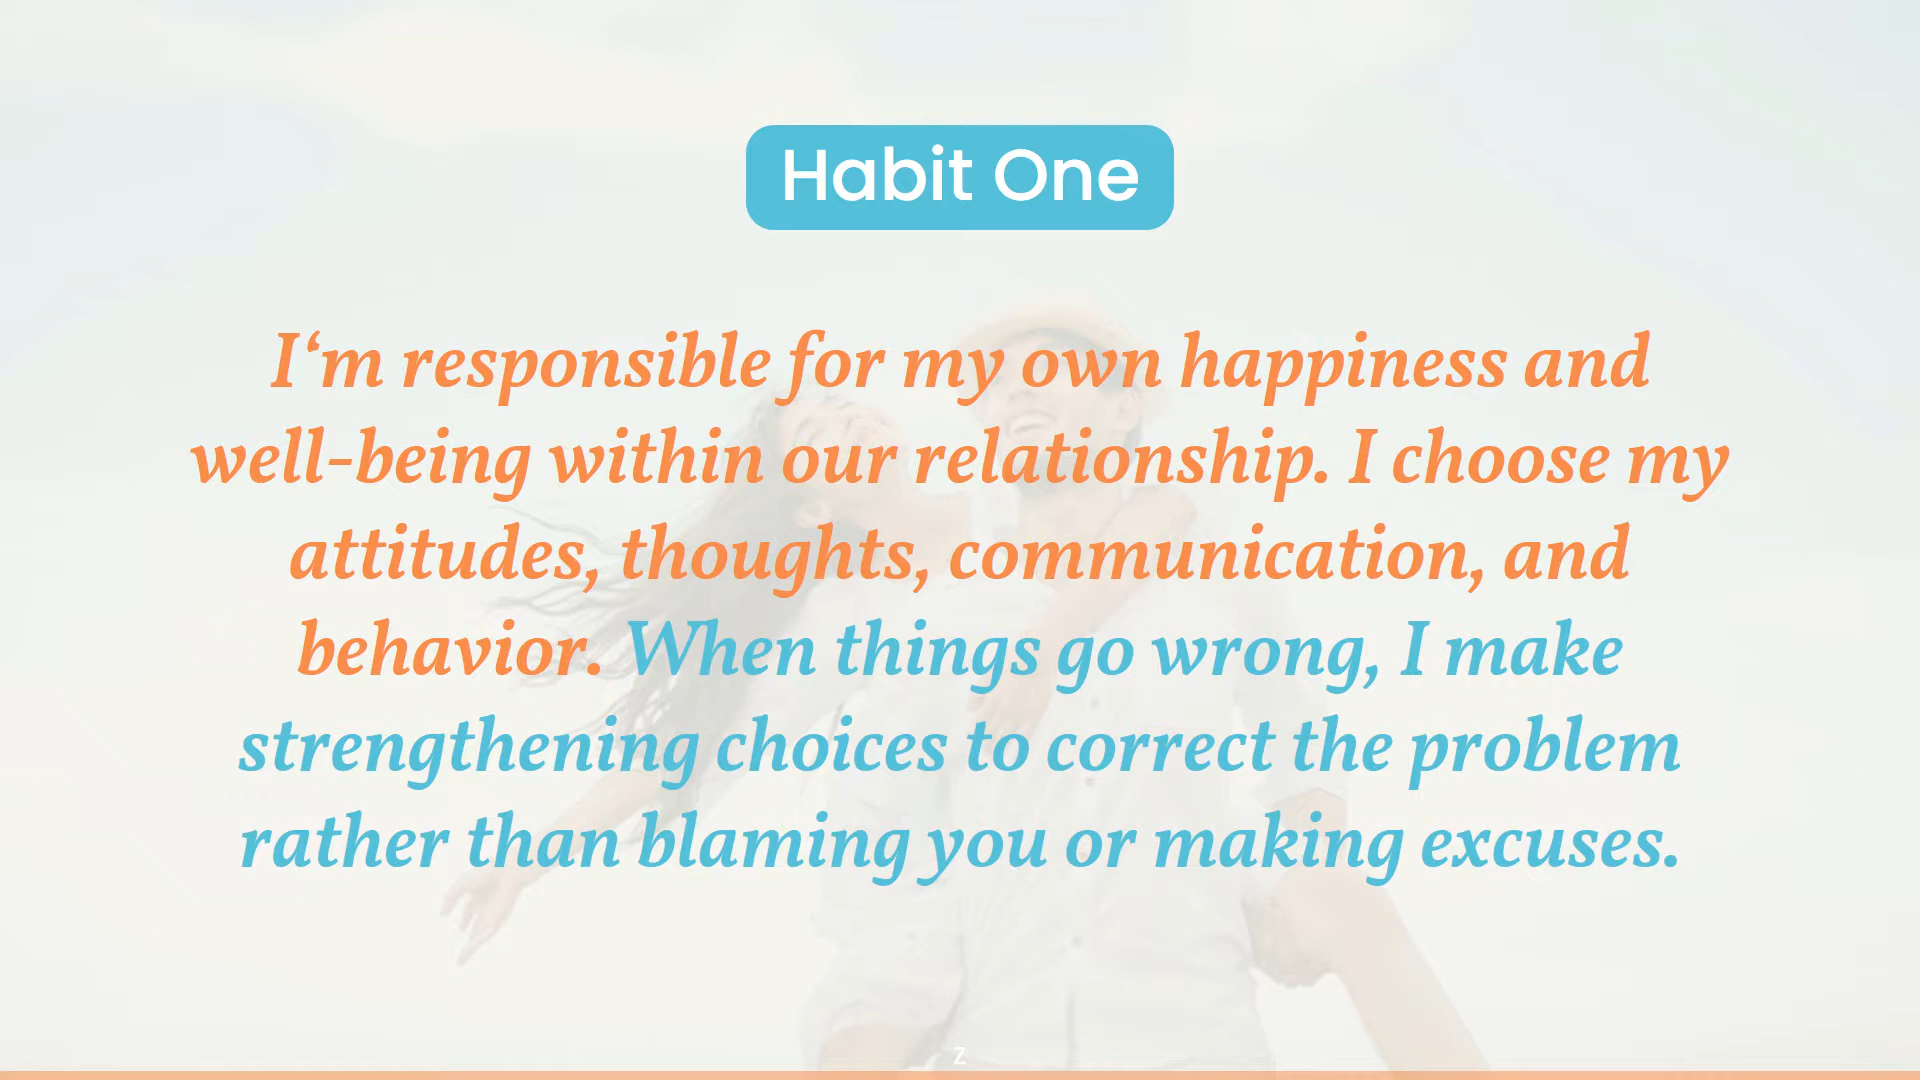 Habit One
I‘m responsible for my own happiness and
well-being within our relationship. I choose my
attitudes, thoughts, communication, and
behavior. When things go wrong, I make
strengthening choices to correct the problem
rather than blaming you or making excuses.
Z